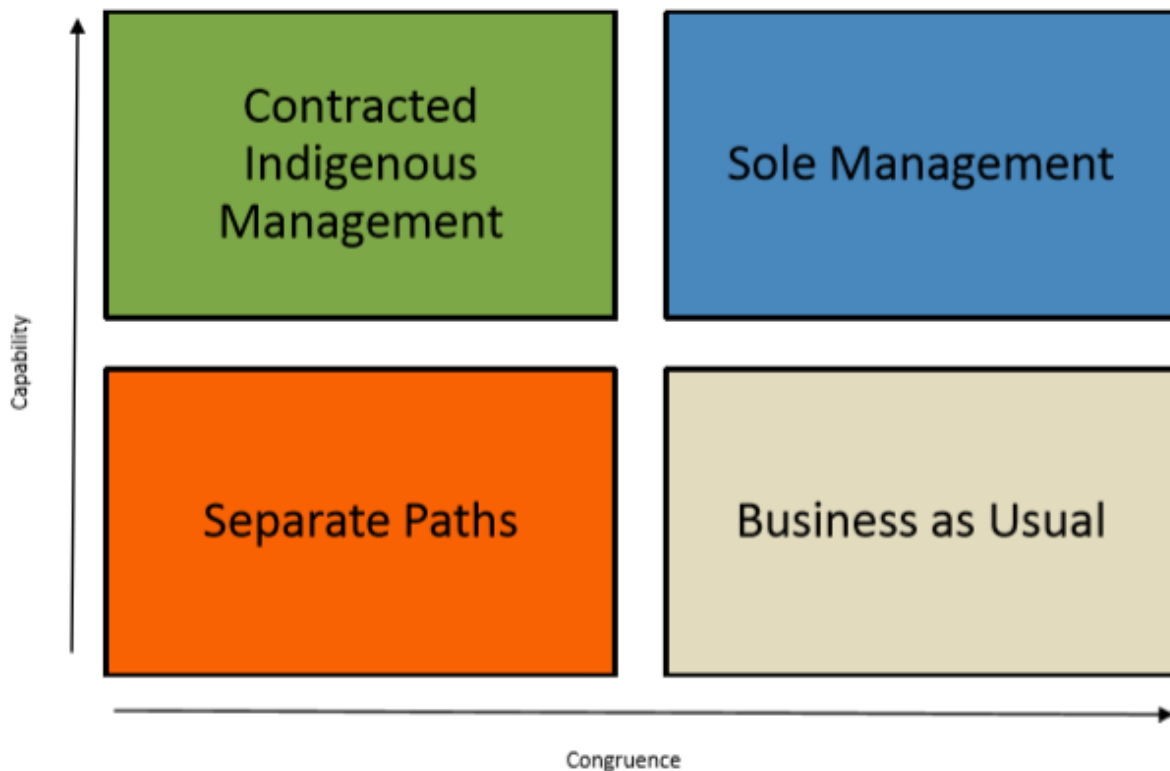 Contracted
Indigenous
Management
Sole Management
Capability
Separate Paths
Business as Usual
Congruence